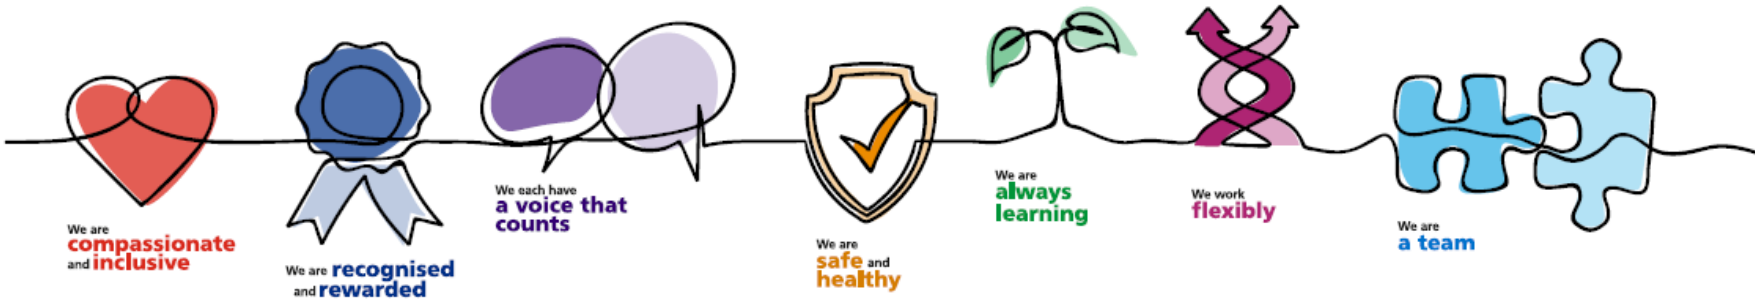 We are
compassionate
and inclusive
We are recognised
and rewarded
We each have
a voice that
counts
We are
safe and
healthy
We are
always
learning
We work
flexibly
We are
a team